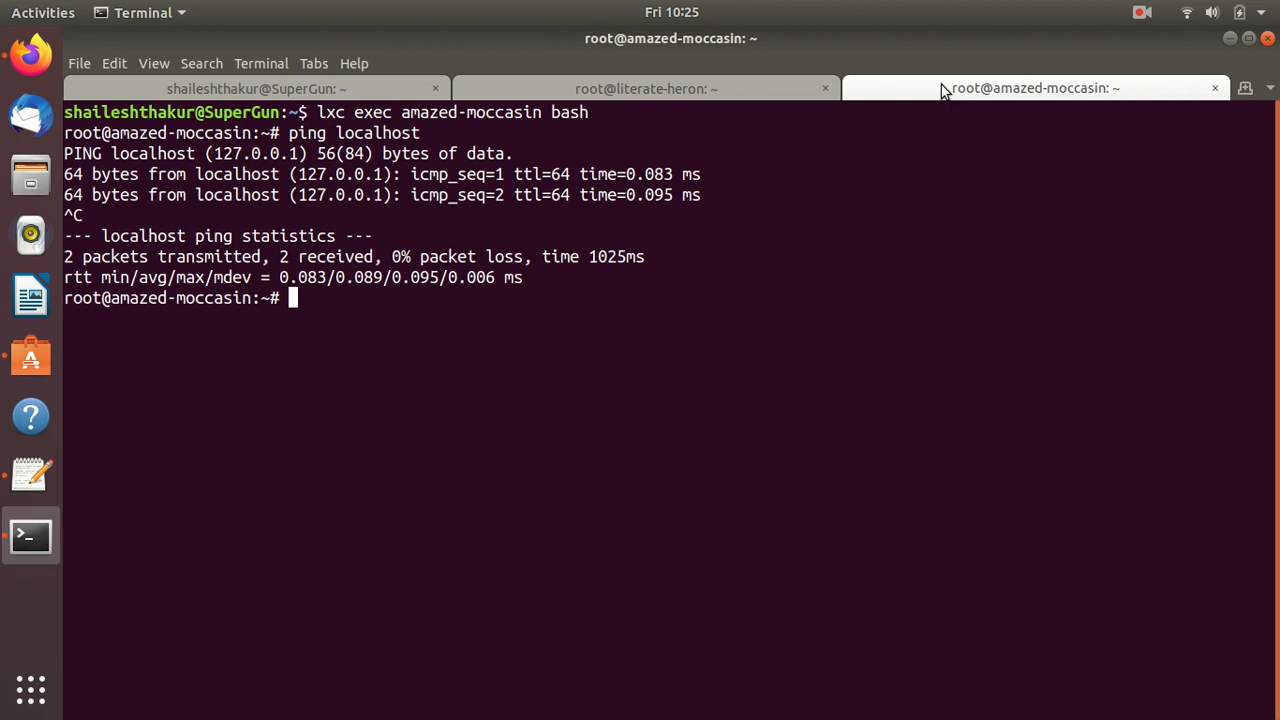 Activities Terminal Fri 10:25
root@amazed-moccasin: ~
File Edit View Search Terminal Tabs Help
shaileshthakur@SuperGun: ~ root@literate-heron: ~ root@amazed-moccasin: ~
shaileshthakur@SuperGun:~$ lxc exec amazed-moccasin bash
root@amazed-moccasin:~# ping localhost
PING localhost (127.0.0.1) 56(84) bytes of data.
64 bytes from localhost (127.0.0.1): icmp_seq=1 ttl=64 time=0.083 ms
64 bytes from localhost (127.0.0.1): icmp_seq=2 ttl=64 time=0.095 ms
^C
--- localhost ping statistics ---
2 packets transmitted, 2 received, 0% packet loss, time 1025ms
rtt min/avg/max/mdev = 0.083/0.089/0.095/0.006 ms
root@amazed-moccasin:~#